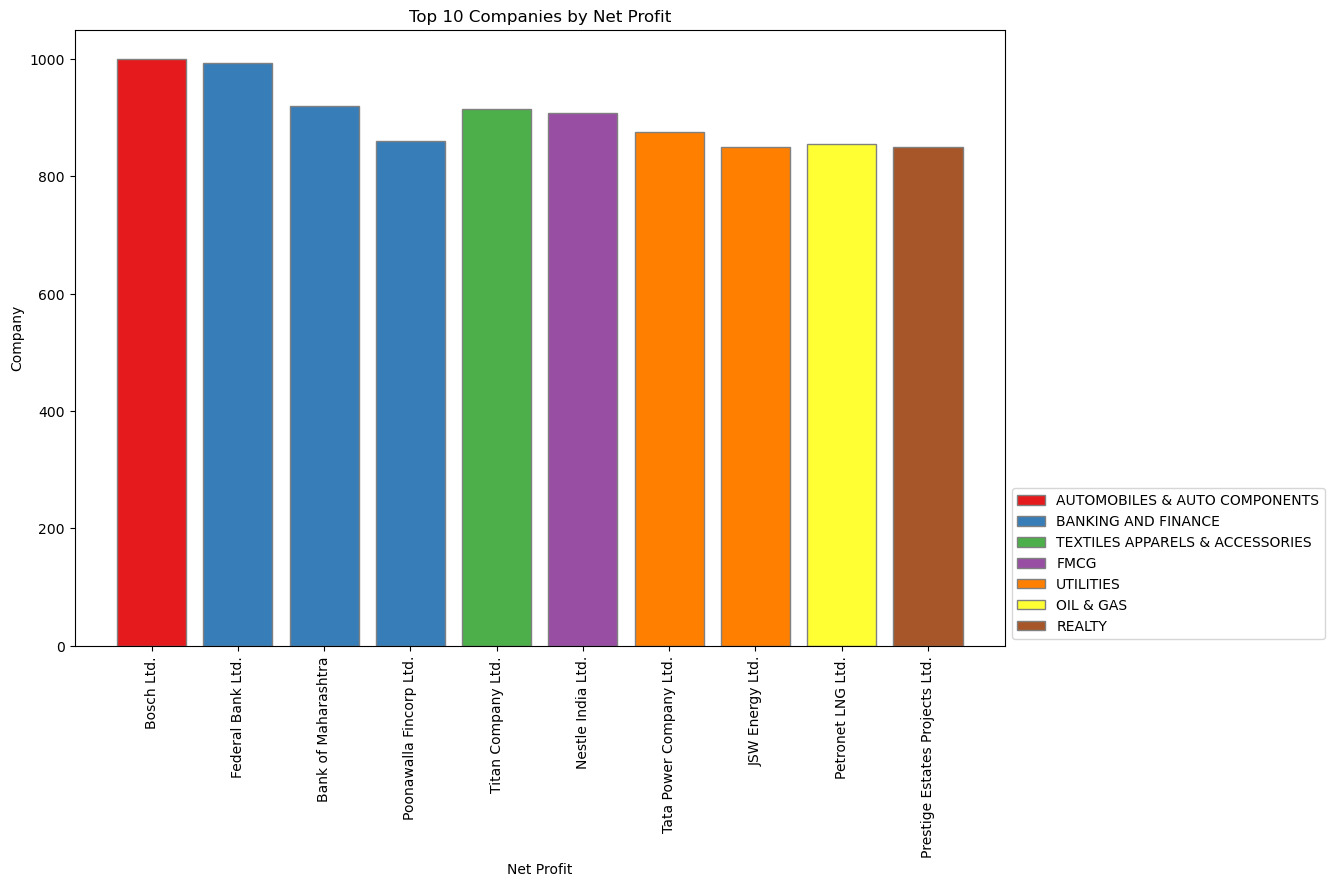 Top 10 Companies by Net Profit
Company
1000
800
600
400
200
0
Bosch Ltd.
Federal Bank Ltd.
Bank of Maharashtra
Poonawalla Fincorp Ltd.
Titan Company Ltd.
Nestle India Ltd.
Tata Power Company Ltd.
JSW Energy Ltd.
Petronet LNG Ltd.
Prestige Estates Projects Ltd.
Net Profit
AUTOMOBILES & AUTO COMPONENTS
BANKING AND FINANCE
TEXTILES APPARELS & ACCESSORIES
FMCG
UTILITIES
OIL & GAS
REALTY